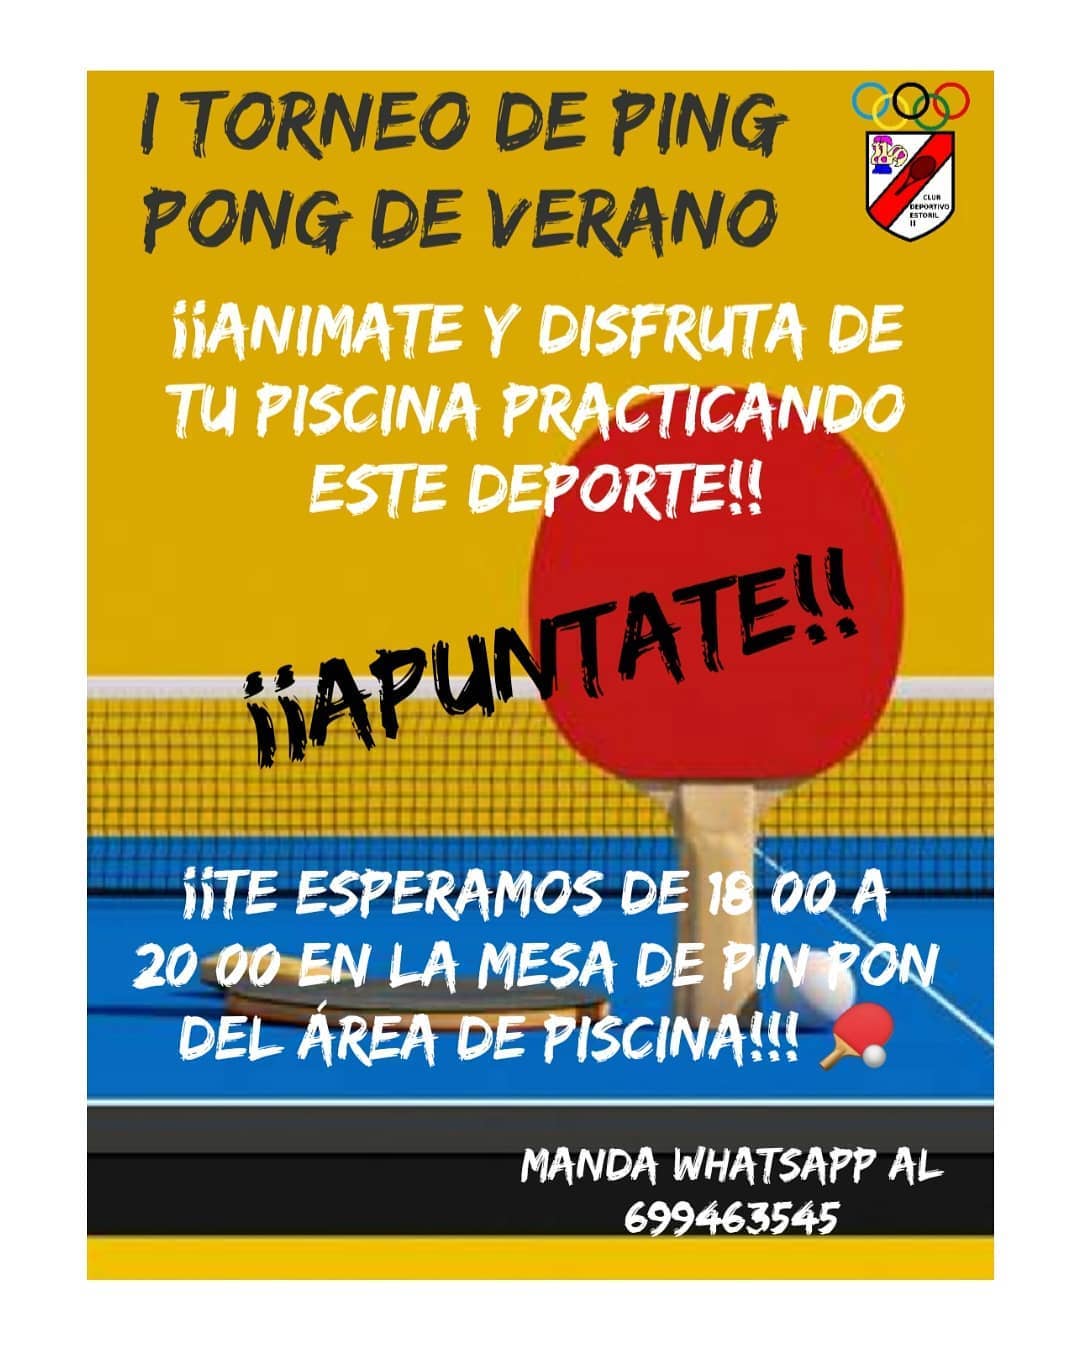 I TORNEO DE PING
PONG DE VERANO
CLUB
DEPORTIVO
ESTORIL
II
¡¡ANIMATE Y DISFRUTA DE
TU PISCINA PRACTICANDO
ESTE DEPORTE!!
¡¡APUNTATE!!
¡¡TE ESPERAMOS DE 18 00 A
20 00 EN LA MESA DE PIN PON
DEL ÁREA DE PISCINA!!! 🏓
MANDA WHATSAPP AL
699463545